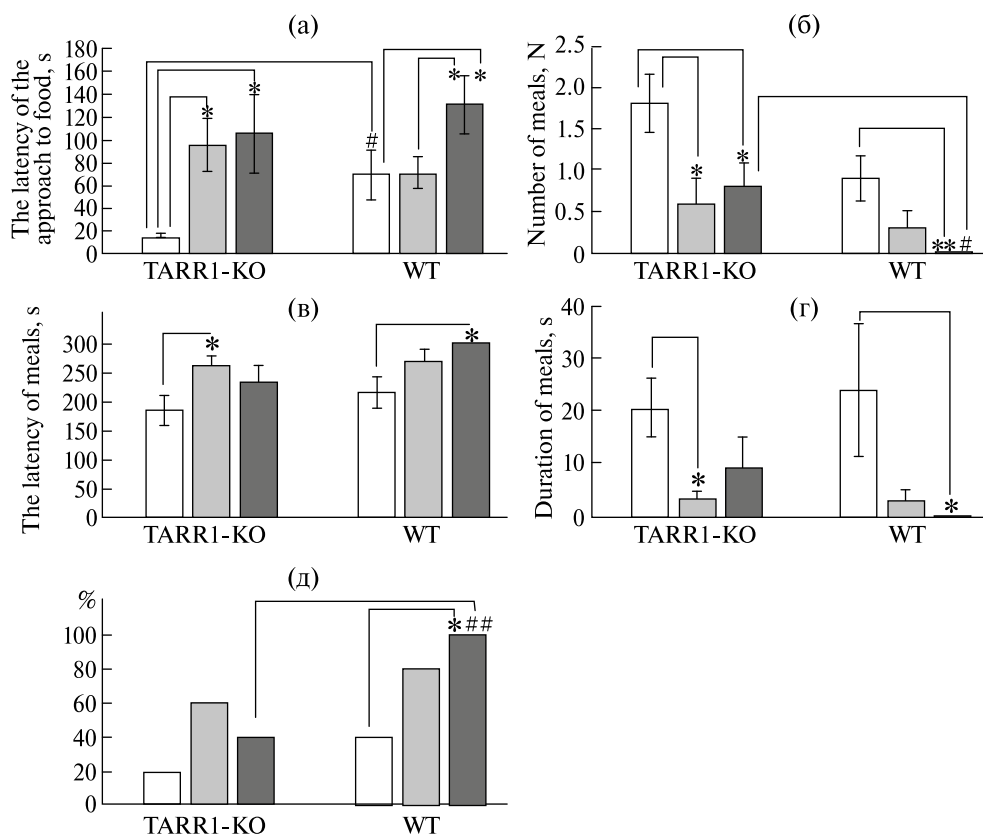 (а)
The latency of the
approach to food, s
180
160
140
120
100
80
60
40
20
0
*
*
#
*
*
TARR1-KO
WT
(б)
Number of meals, N
2.5
2.0
1.5
1.0
0.5
0
*
*
**
#
TARR1-KO
WT
(в)
The latency of meals, s
300
250
200
150
100
50
0
*
*
TARR1-KO
WT
(г)
Duration of meals, s
40
30
20
10
0
*
*
TARR1-KO
WT
(д)
%
100
80
60
40
20
0
*##
TARR1-KO
WT